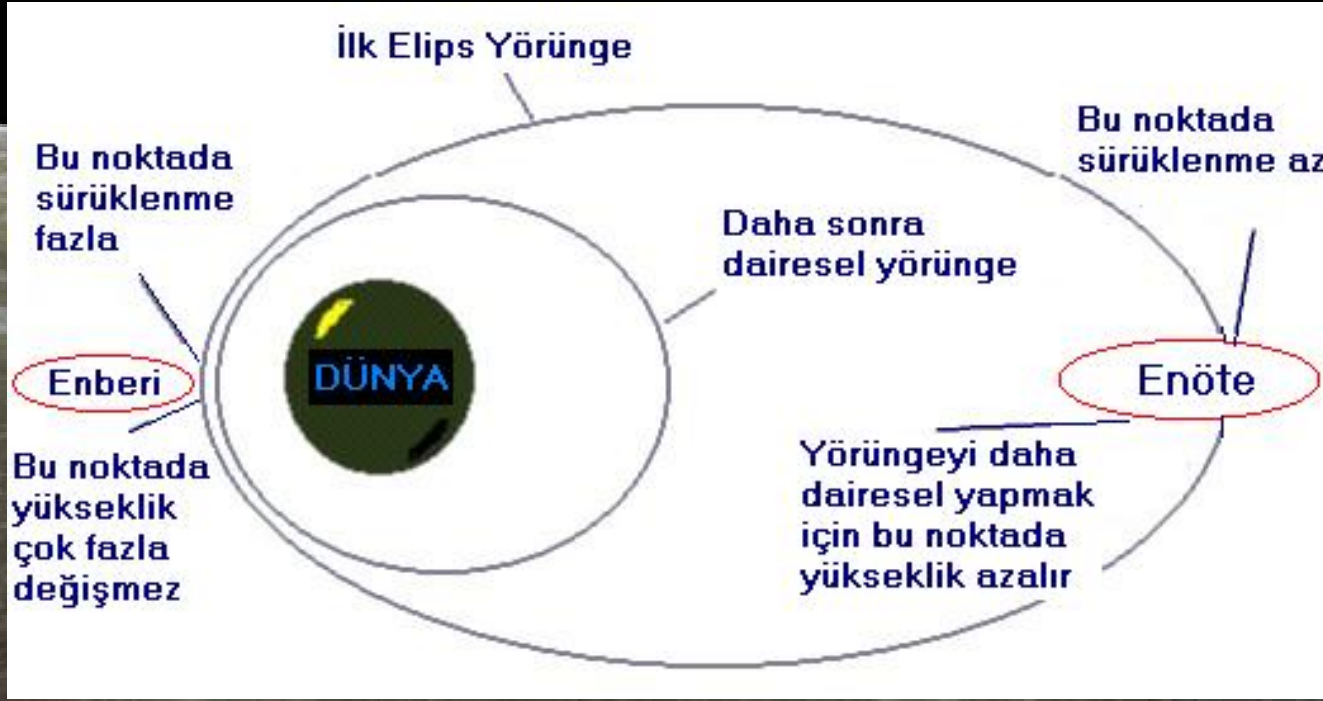 İlk Elips Yörünge
Bu noktada
sürüklenme
fazla
Bu noktada
sürüklenme az
Daha sonra
dairesel yörünge
Enberi
DÜNYA
Enöte
Bu noktada
yükseklik
çok fazla
değişmez
Yörüngeyi daha
dairesel yapmak
için bu noktada
yükseklik azalır